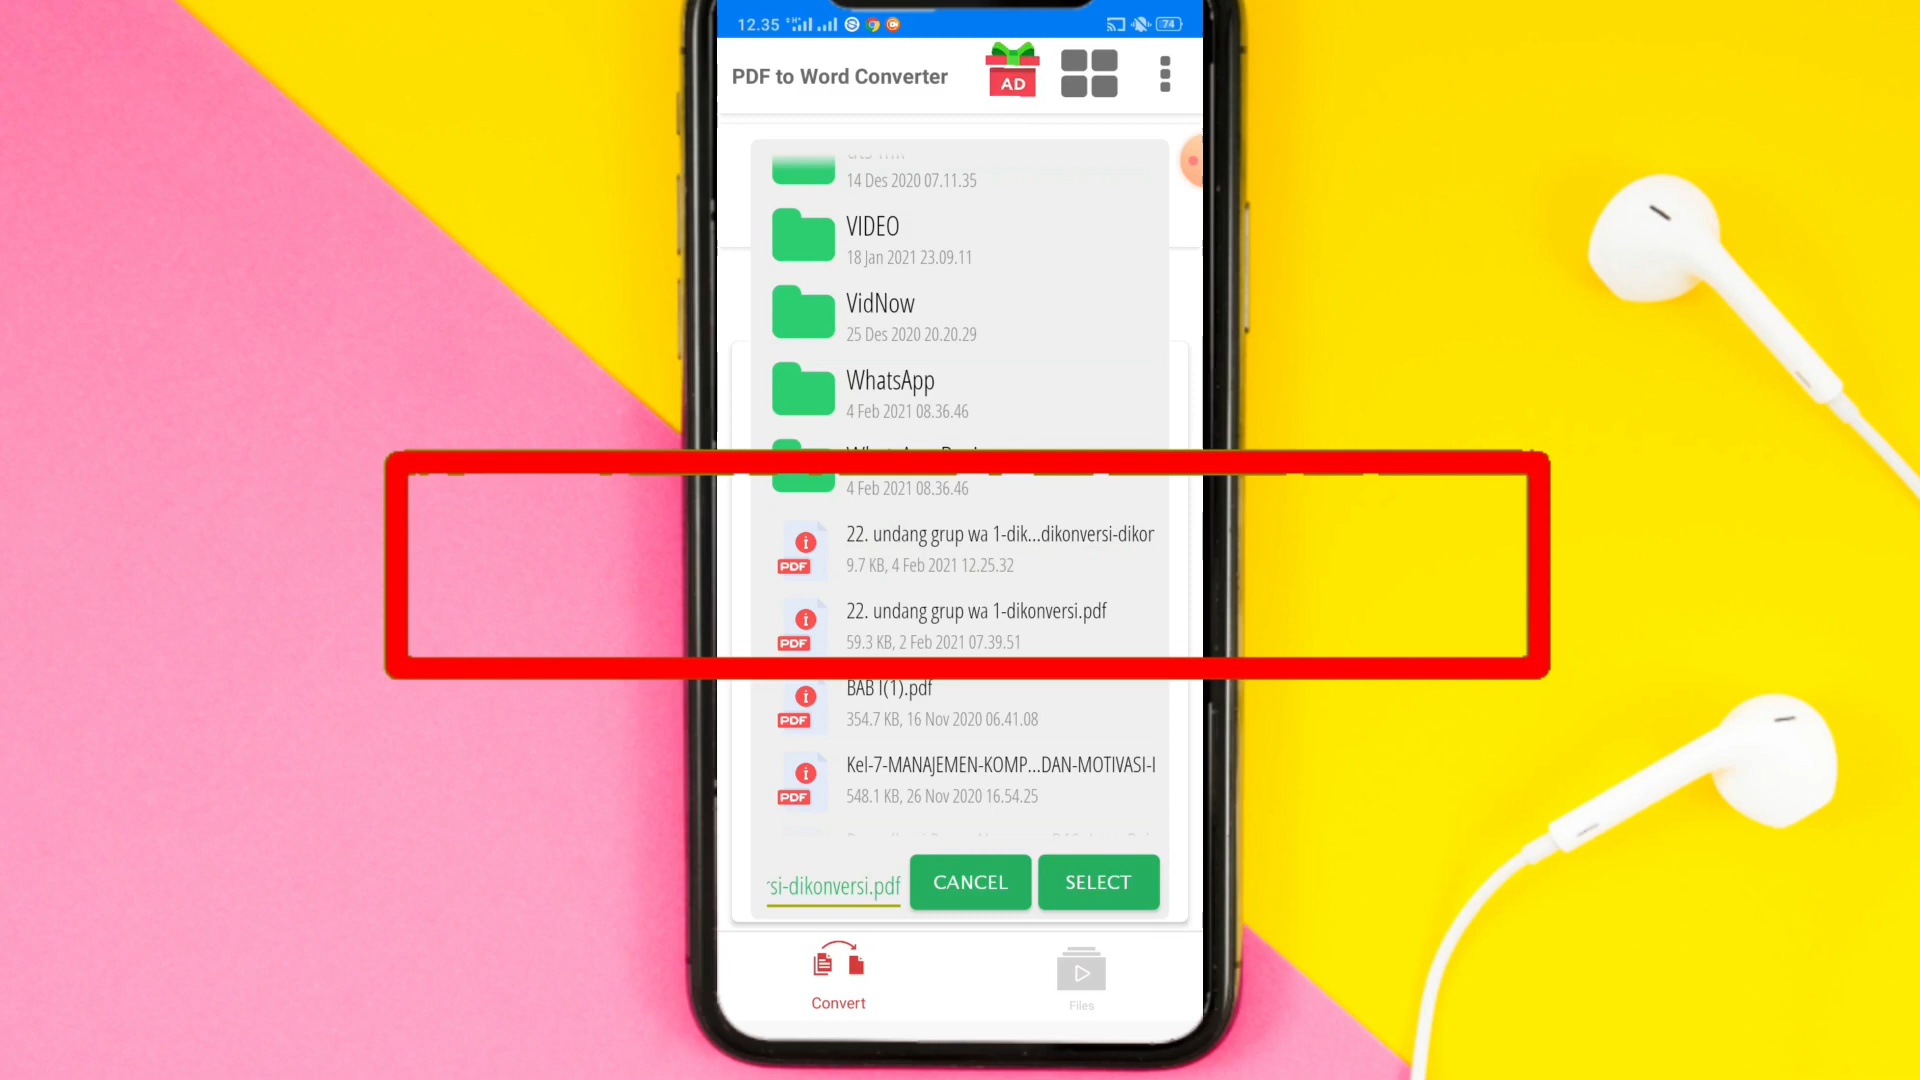 12.35
74
PDF to Word Converter
AD
14 Des 2020 07.11.35
VIDEO
18 Jan 2021 23.09.11
VidNow
25 Des 2020 20.20.29
WhatsApp
4 Feb 2021 08.36.46
4 Feb 2021 08.36.46
22. undang grup wa 1-dik...dikonversi-dikor
PDF
9.7 KB, 4 Feb 2021 12.25.32
22. undang grup wa 1-dikonversi.pdf
PDF
59.3 KB, 2 Feb 2021 07.39.51
BAB I(1).pdf
PDF
354.7 KB, 16 Nov 2020 06.41.08
Kel-7-MANAJEMEN-KOMP...DAN-MOTIVASI-I
PDF
548.1 KB, 26 Nov 2020 16.54.25
si-dikonversi.pdf
CANCEL
SELECT
Convert
Files